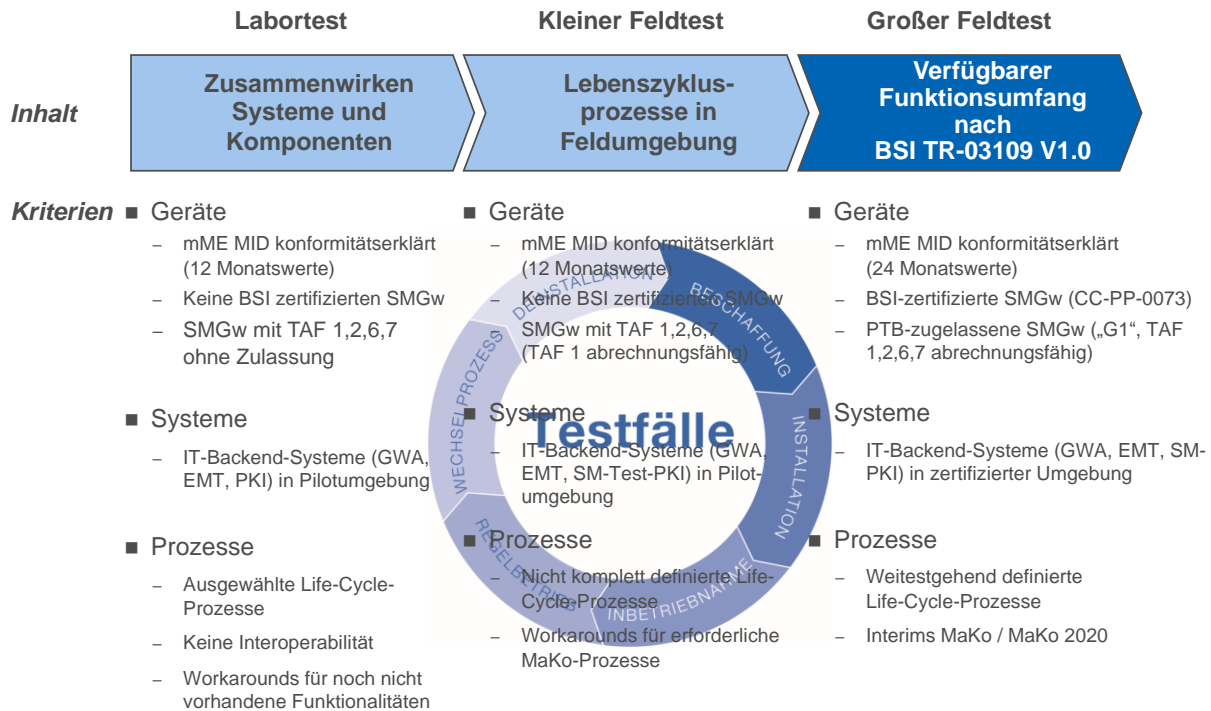 Labortest
Kleiner Feldtest
Großer Feldtest
Inhalt
Zusammenwirken
Systeme und
Komponenten
Lebenszyklus-
prozesse in
Feldumgebung
Verfügbarer
Funktionsumfang
nach
BSI TR-03109 V1.0
Kriterien
■ Geräte
– mME MID konformitätserklärt
(12 Monatswerte)
– Keine BSI zertifizierten SMGw
– SMGw mit TAF 1,2,6,7
ohne Zulassung
■ Systeme
– IT-Backend-Systeme (GWA,
EMT, PKI) in Pilotumgebung
■ Prozesse
– Ausgewählte Life-Cycle-
Prozesse
– Keine Interoperabilität
– Workarounds für noch nicht
vorhandene Funktionalitäten
■ Geräte
– mME MID konformitätserklärt
(12 Monatswerte)
– Keine BSI zertifizierten SMGw
– SMGw mit TAF 1,2,6,7
(TAF 1 abrechnungsfähig)
■ Systeme
– IT-Backend-Systeme (GWA,
EMT, SM-Test-PKI) in Pilot-
umgebung
■ Prozesse
– Nicht komplett definierte Life-
Cycle-Prozesse
– Workarounds für erforderliche
MaKo-Prozesse
■ Geräte
– mME MID konformitätserklärt
(24 Monatswerte)
– BSI-zertifizierte SMGw (CC-PP-0073)
– PTB-zugelassene SMGw („G1“, TAF
1,2,6,7 abrechnungsfähig)
■ Systeme
– IT-Backend-Systeme (GWA, EMT, SM-
PKI) in zertifizierter Umgebung
■ Prozesse
– Weitestgehend definierte
Life-Cycle-Prozesse
– Interims MaKo / MaKo 2020
Testfälle
BESCHAFFUNG
INSTALLATION
INBETRIEBNAHME
REGELBETRIEB
WECHSELPROZESS
DEINSTALLATION